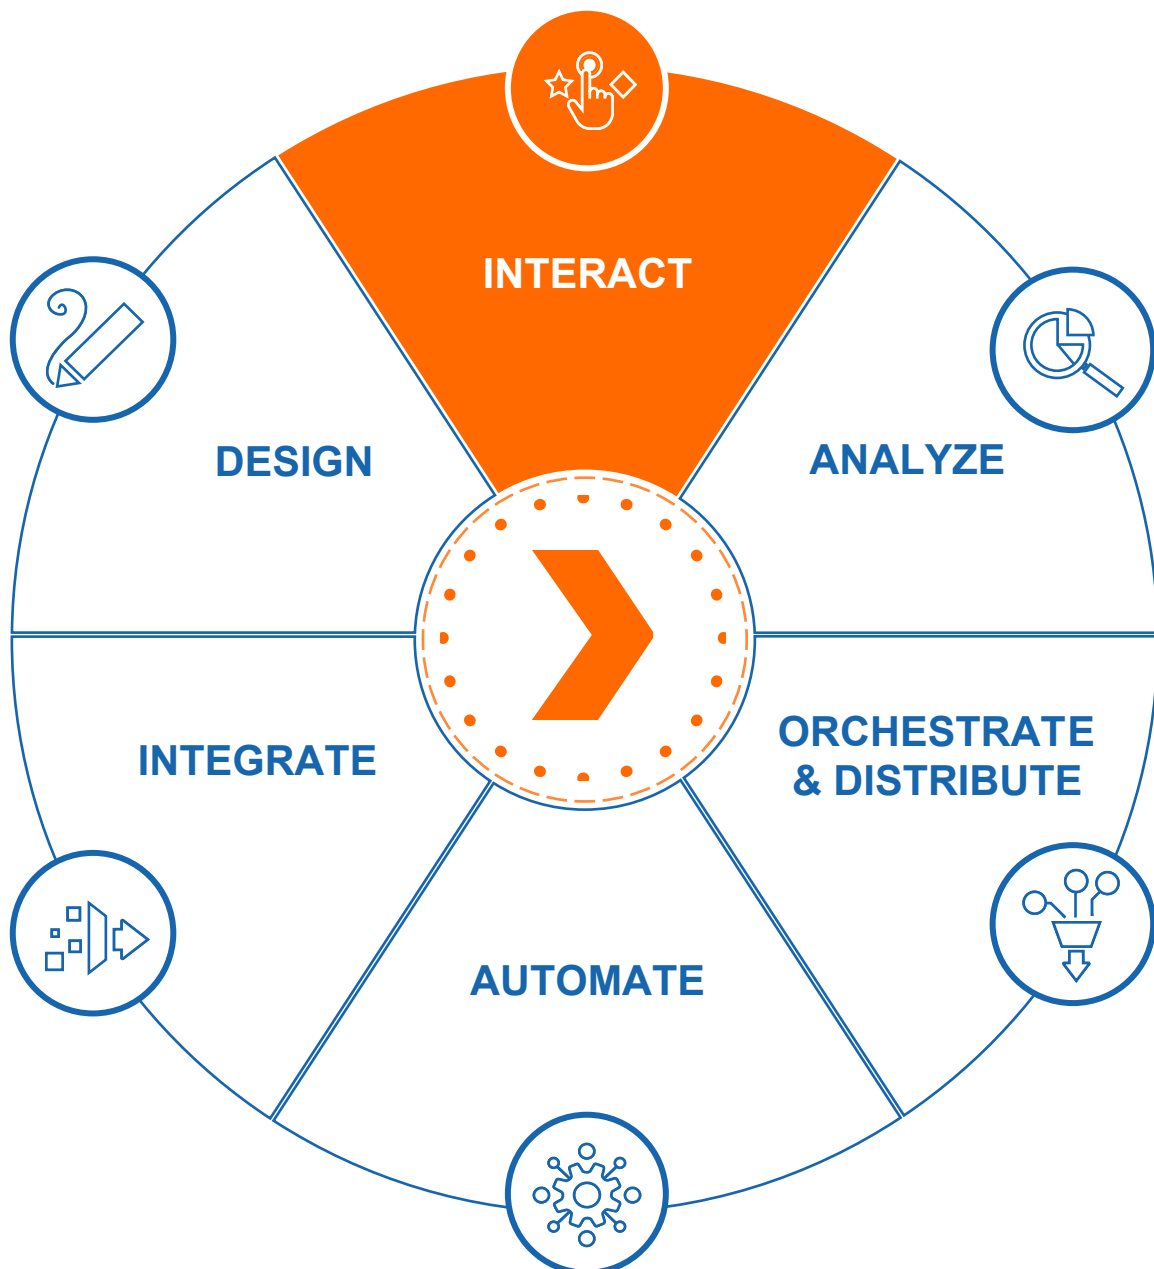 INTERACT
DESIGN
ANALYZE
INTEGRATE
ORCHESTRATE
& DISTRIBUTE
AUTOMATE